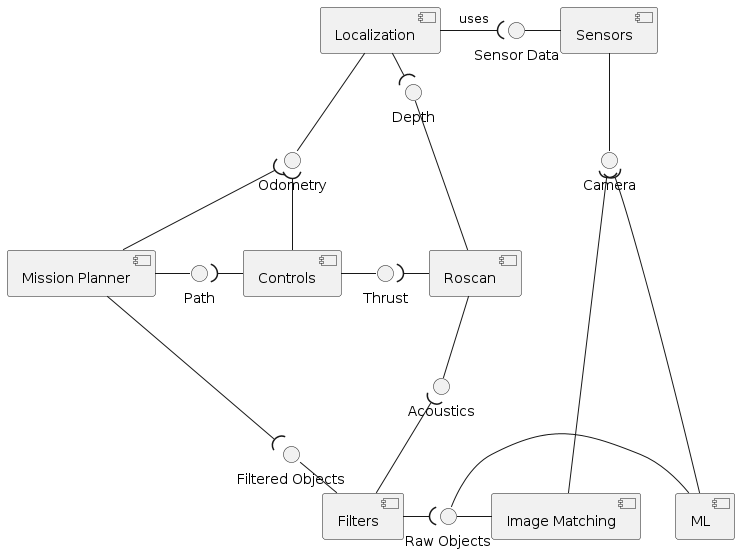 uses
Localization
Sensors
Sensor Data
Depth
Odometry
Camera
Mission Planner
Controls
Roscan
Path
Thrust
Acoustics
Filtered Objects
Filters
Image Matching
ML
Raw Objects